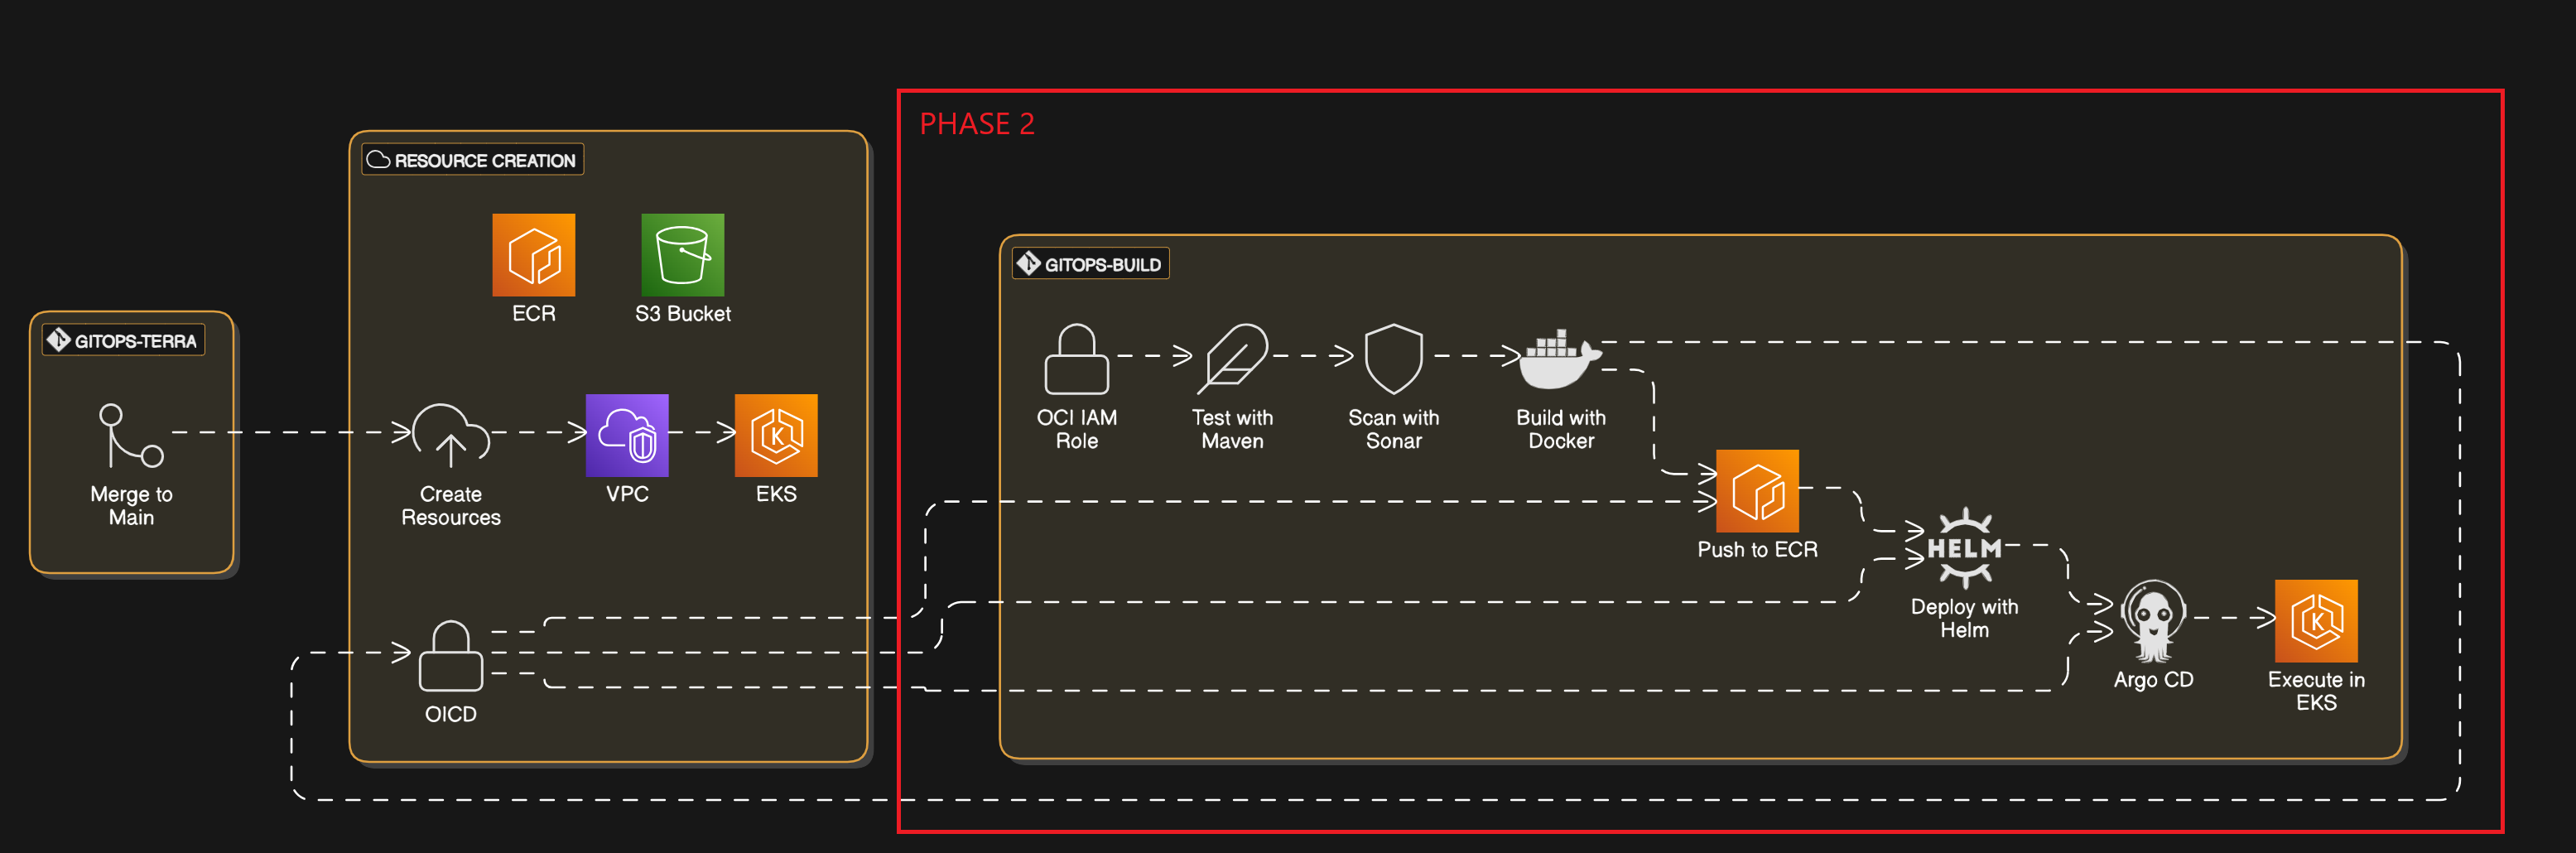 PHASE 2
RESOURCE CREATION
ECR
S3 Bucket
GITOPS-TERRA
Merge to
Main
Create
Resources
VPC
EKS
OICD
GITOPS-BUILD
OCI IAM
Role
Test with
Maven
Scan with
Sonar
Build with
Docker
Push to ECR
HELM
Deploy with
Helm
Argo CD
Execute in
EKS